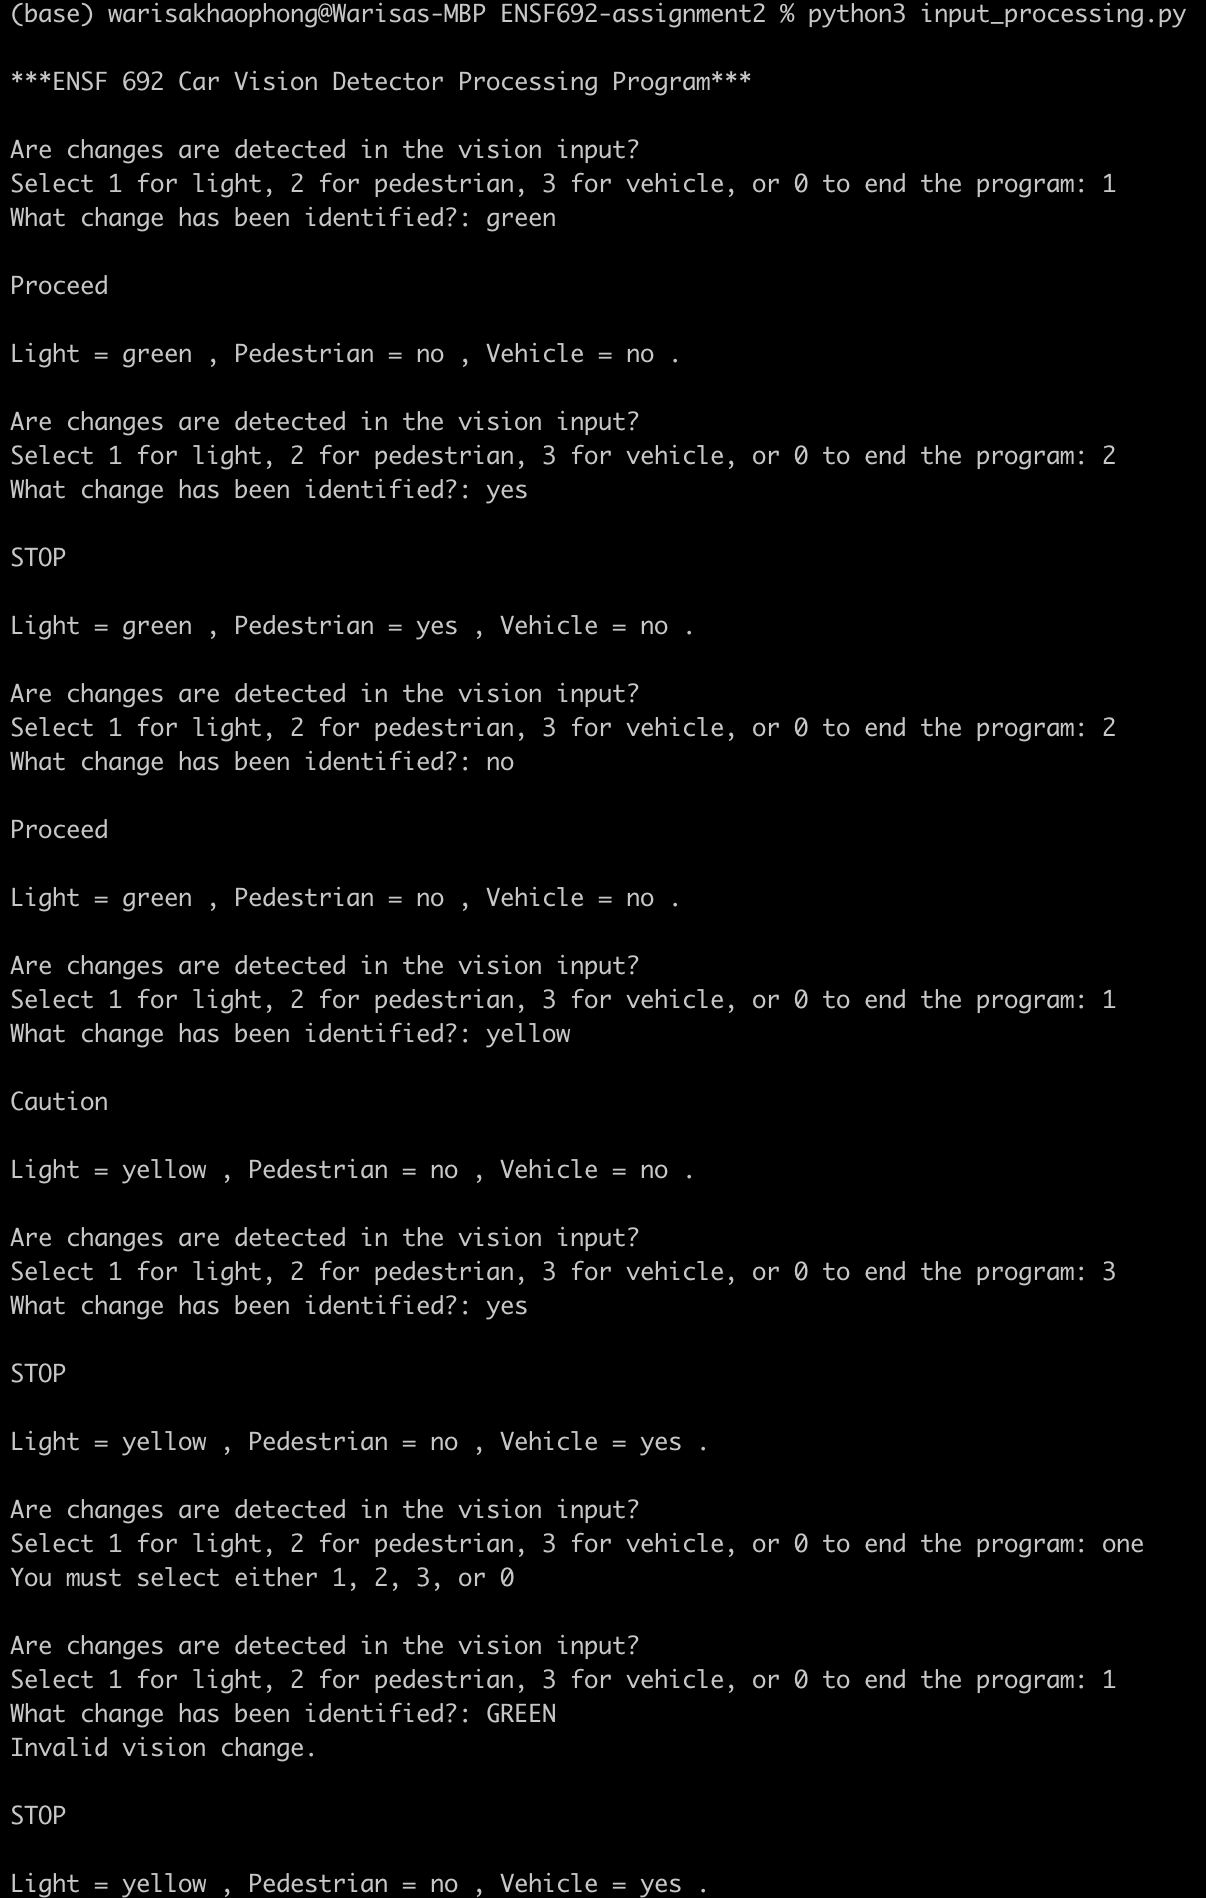 (base) warisakhaophong@Warisas-MBP ENSF692-assignment2 % python3 input_processing.py
***ENSF 692 Car Vision Detector Processing Program***
Are changes are detected in the vision input?
Select 1 for light, 2 for pedestrian, 3 for vehicle, or 0 to end the program: 1
What change has been identified?: green
Proceed
Light = green , Pedestrian = no , Vehicle = no .
Are changes are detected in the vision input?
Select 1 for light, 2 for pedestrian, 3 for vehicle, or 0 to end the program: 2
What change has been identified?: yes
STOP
Light = green , Pedestrian = yes , Vehicle = no .
Are changes are detected in the vision input?
Select 1 for light, 2 for pedestrian, 3 for vehicle, or 0 to end the program: 2
What change has been identified?: no
Proceed
Light = green , Pedestrian = no , Vehicle = no .
Are changes are detected in the vision input?
Select 1 for light, 2 for pedestrian, 3 for vehicle, or 0 to end the program: 1
What change has been identified?: yellow
Caution
Light = yellow , Pedestrian = no , Vehicle = no .
Are changes are detected in the vision input?
Select 1 for light, 2 for pedestrian, 3 for vehicle, or 0 to end the program: 3
What change has been identified?: yes
STOP
Light = yellow , Pedestrian = no , Vehicle = yes .
Are changes are detected in the vision input?
Select 1 for light, 2 for pedestrian, 3 for vehicle, or 0 to end the program: one
You must select either 1, 2, 3, or 0
Are changes are detected in the vision input?
Select 1 for light, 2 for pedestrian, 3 for vehicle, or 0 to end the program: 1
What change has been identified?: GREEN
Invalid vision change.
STOP
Light = yellow , Pedestrian = no , Vehicle = yes .